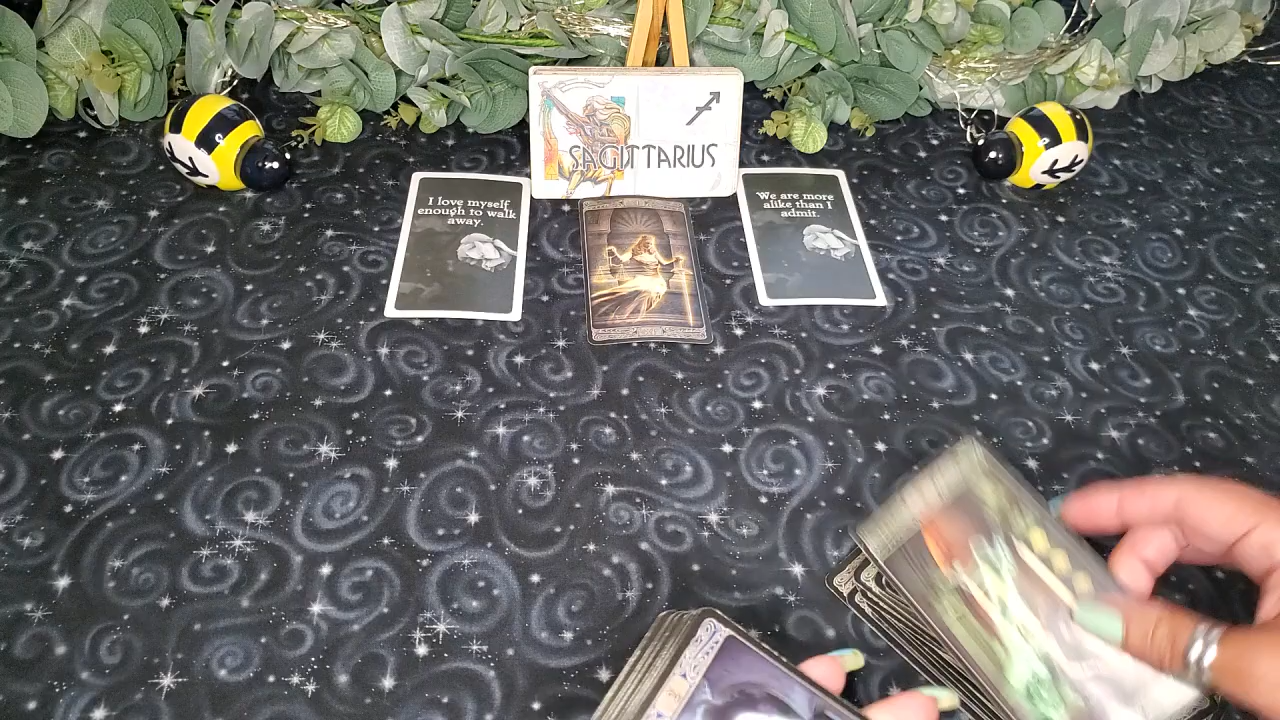 SAGITTARIUS
I love myself
enough to walk
away.
We are more
alike than I
admit.